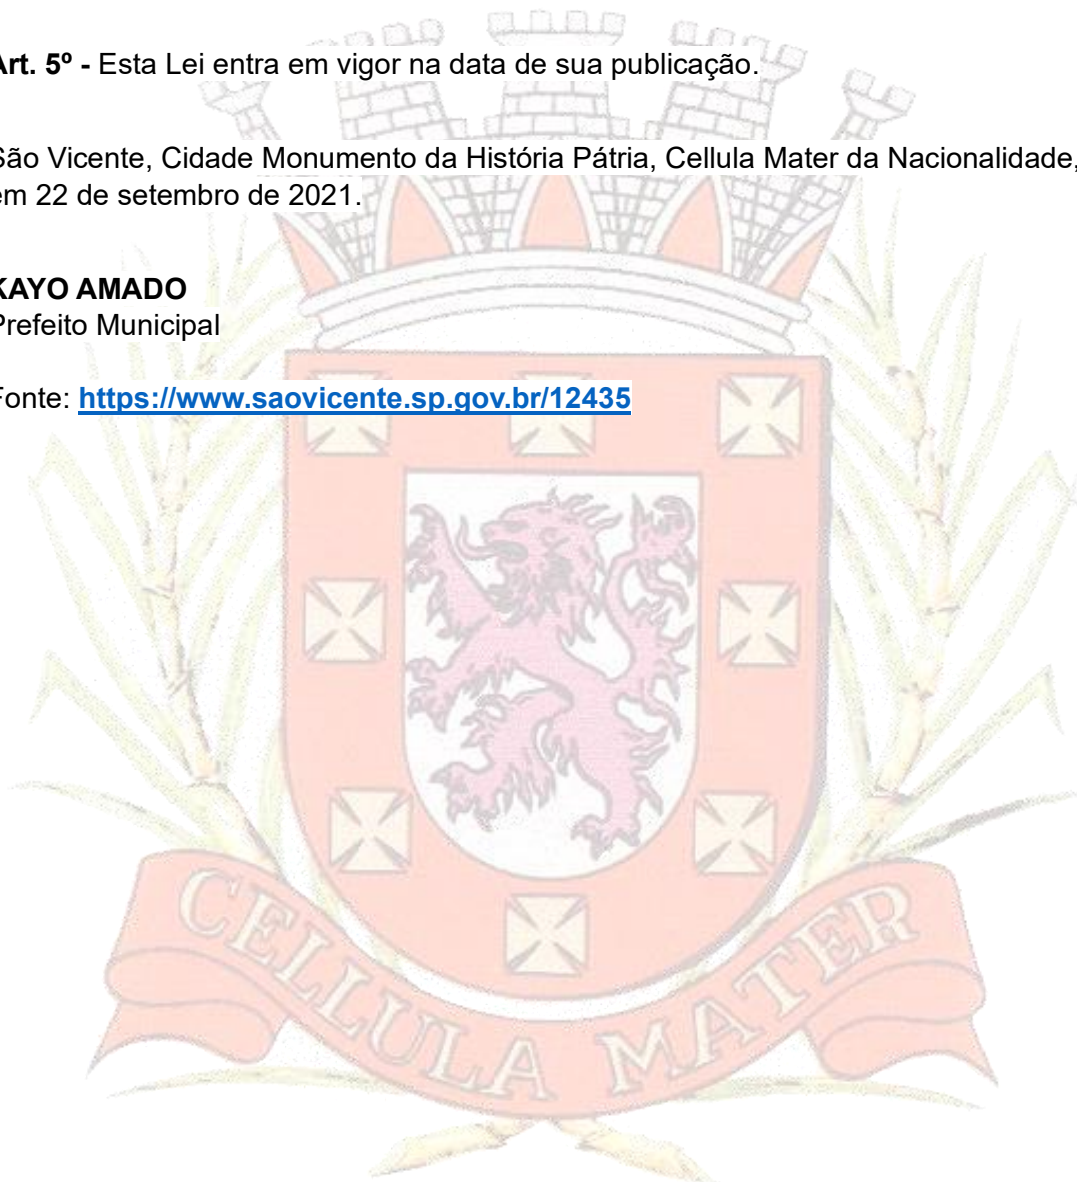 Art. 5º - Esta Lei entra em vigor na data de sua publicação.
São Vicente, Cidade Monumento da História Pátria, Cellula Mater da Nacionalidade,
em 22 de setembro de 2021.
KAYO AMADO
Prefeito Municipal
Fonte: https://www.saovicente.sp.gov.br/12435
CELLULA MATER